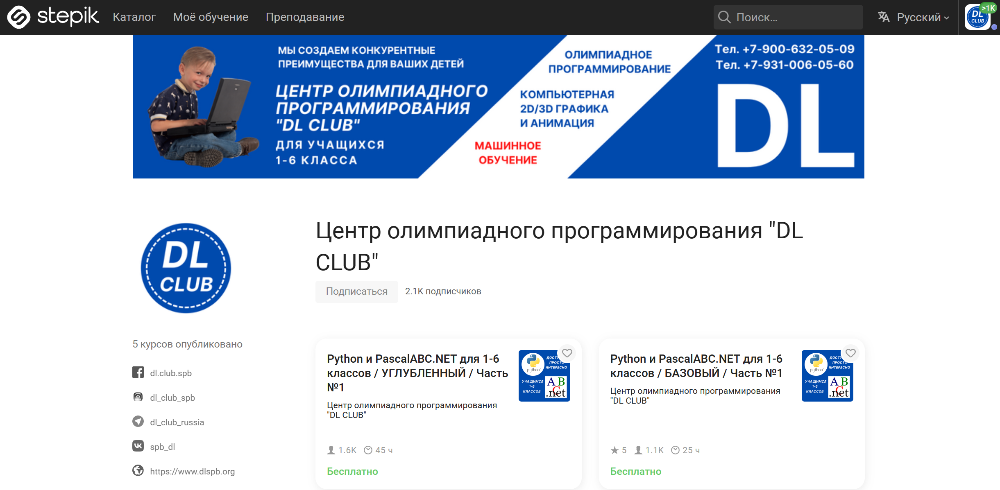 stepik
Каталог
Моё обучение
Преподавание
Поиск...
Русский
>1K
DL
CLUB
МЫ СОЗДАЕМ КОНКУРЕНТНЫЕ
ПРЕИМУЩЕСТВА ДЛЯ ВАШИХ ДЕТЕЙ
ЦЕНТР ОЛИМПИАДНОГО
ПРОГРАММИРОВАНИЯ
"DL CLUB"
ДЛЯ УЧАЩИХСЯ
1-6 КЛАССА
ОЛИМПИАДНОЕ
ПРОГРАММИРОВАНИЕ
КОМПЬЮТЕРНАЯ
2D/3D ГРАФИКА
И АНИМАЦИЯ
МАШИННОЕ
ОБУЧЕНИЕ
Тел. +7-900-632-05-09
Тел. +7-931-006-05-60
DL
DL
CLUB
Центр олимпиадного программирования "DL
CLUB"
Подписаться
2.1K подписчиков
5 курсов опубликовано
dl.club.spb
dl_club_spb
dl_club_russia
spb_dl
https://www.dlspb.org
Python и PascalABC.NET для 1-6
классов / УГЛУБЛЕННЫЙ / Часть
№1
Центр олимпиадного программирования
"DL CLUB"
1.6K
45 ч
Бесплатно
python
ПРОСТО
ИНТЕРЕСНО
УЧАЩИМСЯ
1-6
КЛАССОВ
A B
C
.net
Python и PascalABC.NET для 1-6
классов / БАЗОВЫЙ / Часть №1
Центр олимпиадного программирования
"DL CLUB"
5
1.1K
25 ч
Бесплатно
python
ПРОСТО
ИНТЕРЕСНО
УЧАЩИМСЯ
1-6
КЛАССОВ
A B
C
.net